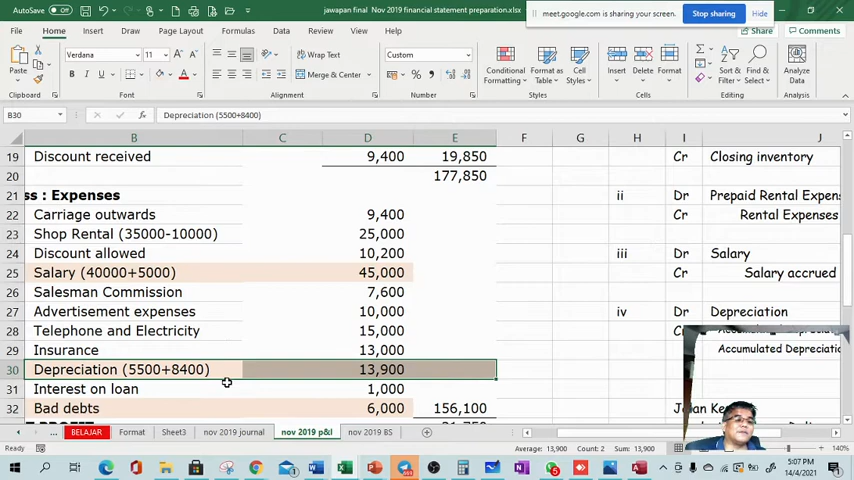 AutoSave Off
jawapan final Nov 2019 financial statement preparation.xlsx
meet.google.com is sharing your screen.
Stop sharing
Hide
File Home Draw Page Layout Formulas Data Review View Help
Share
Comments
Paste
Verdana 11
Wrap Text
Merge & Center
Custom
Conditional Formatting
Format as Table
Cell Styles
Insert
Delete
Format
Sort & Filter
Find & Select
Analyze Data
Clipboard Font Alignment Number Styles Cells Editing Analysis
B30 fx Depreciation (5500+8400)
B C D E F G H I J
19 Discount received 9,400 19,850 Cr Closing inventory
20 177,850
21 ss : Expenses ii Dr Prepaid Rental Expen
22 Carriage outwards 9,400 Cr Rental Expenses
23 Shop Rental (35000-10000) 25,000
24 Discount allowed 10,200 iii Dr Salary
25 Salary (40000+5000) 45,000 Cr Salary accrued
26 Salesman Commission 7,600
27 Advertisement expenses 10,000 iv Dr Depreciation
28 Telephone and Electricity 15,000
29 Insurance 13,000 Accumulated Depreciatio
30 Depreciation (5500+8400) 13,900
31 Interest on loan 1,000
32 Bad debts 6,000 156,100
BELAJAR Format Sheet3 nov 2019 journal nov 2019 p&l nov 2019 BS
Ready Average: 13,900 Count: 2 Sum: 13,900 140%
5:07 PM
14/4/2021